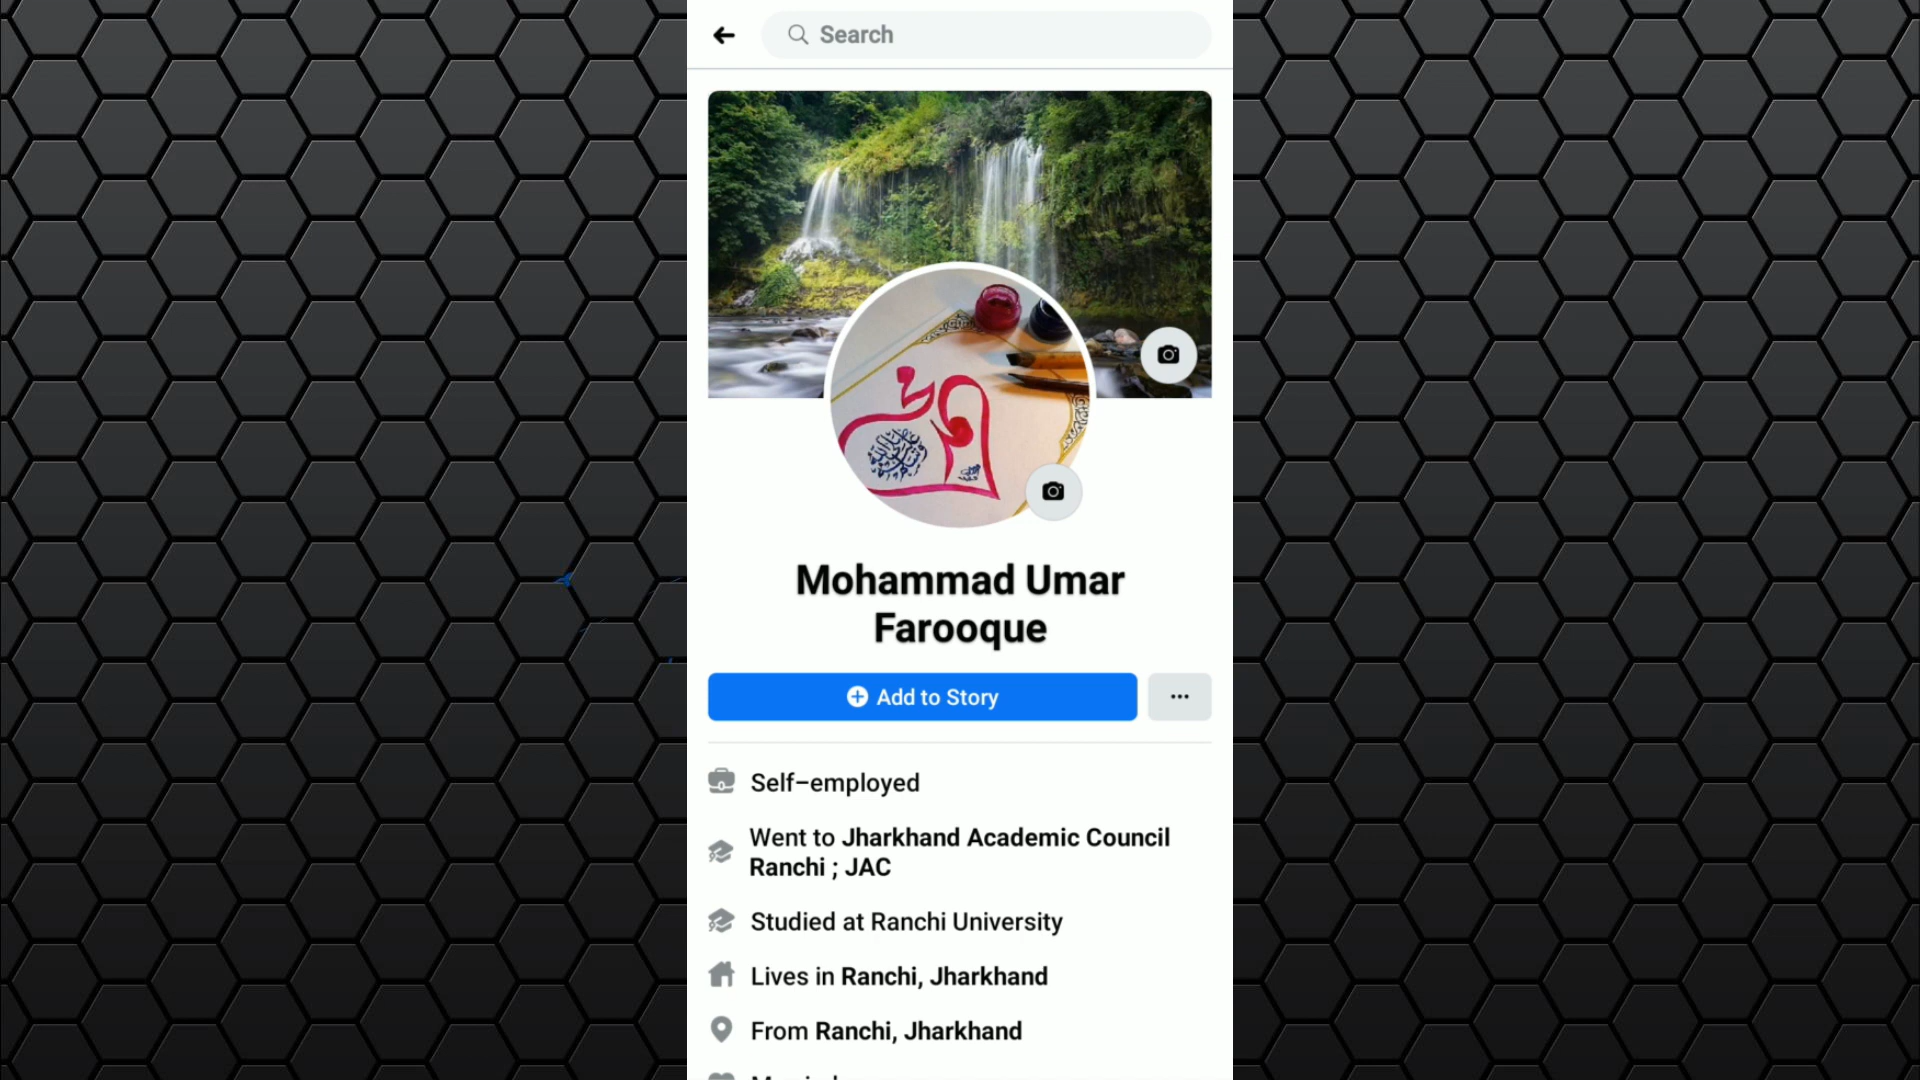 Search
Mohammad Umar
Farooque
Add to Story
Self-employed
Went to Jharkhand Academic Council
Ranchi ; JAC
Studied at Ranchi University
Lives in Ranchi, Jharkhand
From Ranchi, Jharkhand